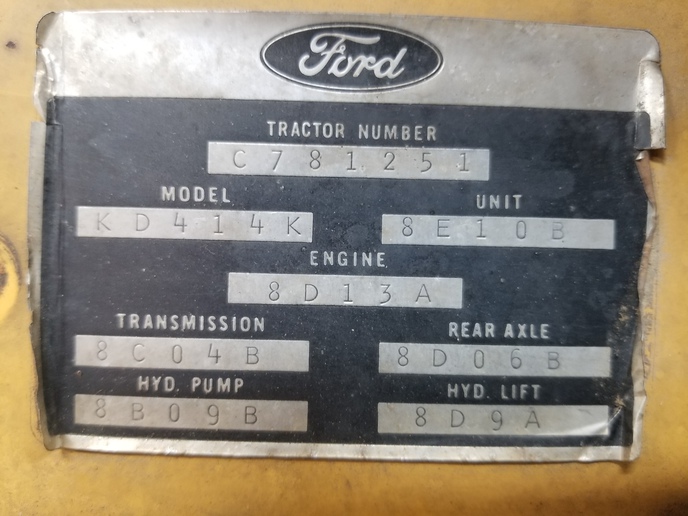 Ford
TRACTOR NUMBER
C781251
MODEL UNIT
KD414K 8E10B
ENGINE
8D13A
TRANSMISSION REAR AXLE
8C04B 8D06B
HYD. PUMP HYD. LIFT
8B09B 8D9A